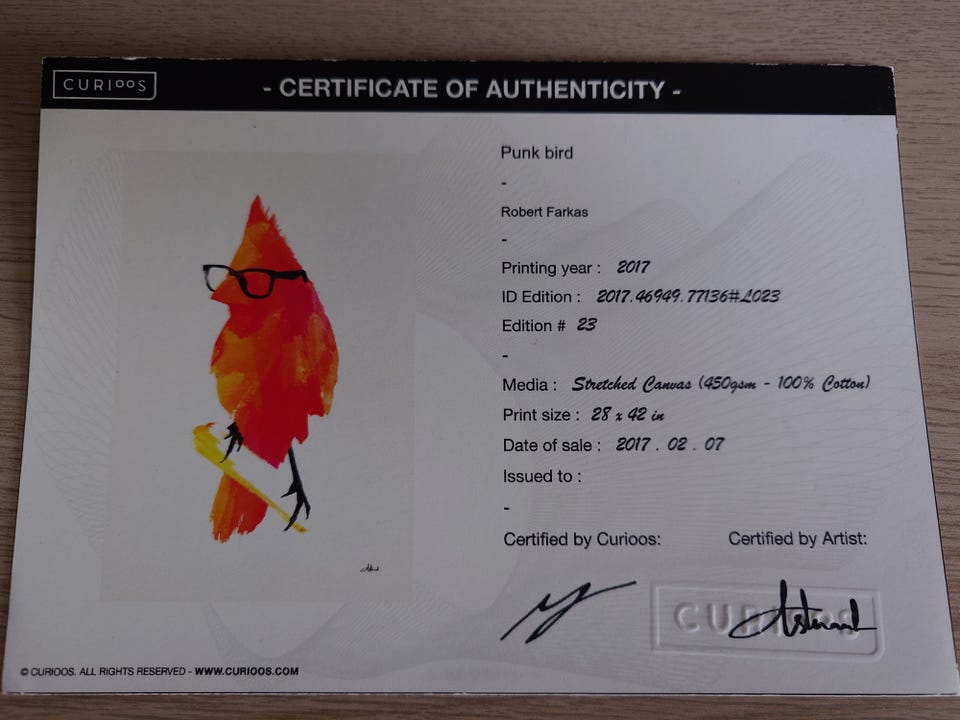 CURIOOS
- CERTIFICATE OF AUTHENTICITY -
Punk bird
-
Robert Farkas
-
Printing year : 2017
ID Edition : 2017.46949.77136#L023
Edition # 23
-
Media : Stretched Canvas (450gsm - 100% Cotton)
Print size : 28 x 42 in
Date of sale : 2017 . 02 . 07
Issued to :
-
Certified by Curioos: Certified by Artist:
CURIOOS
© CURIOOS. ALL RIGHTS RESERVED - WWW.CURIOOS.COM